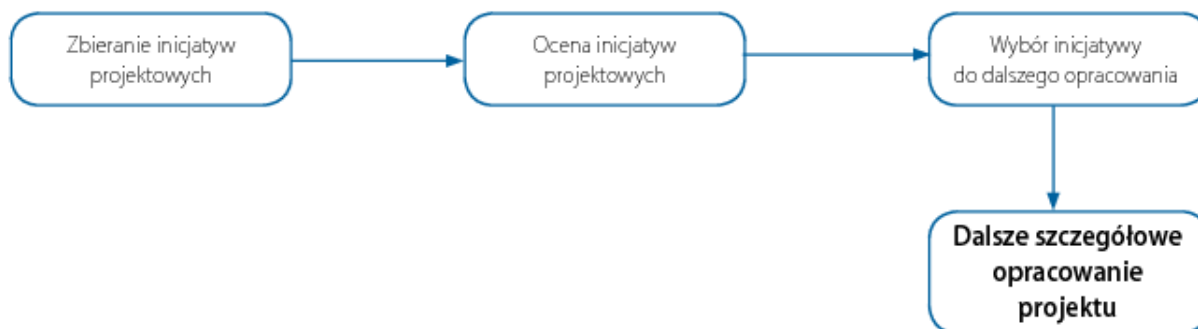 Zbieranie inicjatyw
projektowych
Ocena inicjatyw
projektowych
Wybór inicjatywy
do dalszego opracowania
Dalsze szczegółowe
opracowanie
projektu